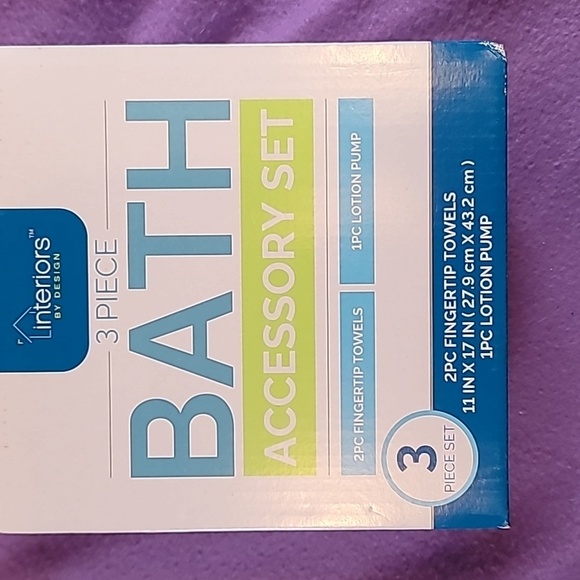 interiors™
BY DESIGN
3 PIECE
BATH
ACCESSORY SET
2PC FINGERTIP TOWELS
1PC LOTION PUMP
3
PIECE SET
2PC FINGERTIP TOWELS
11 IN X 17 IN ( 27.9 cm X 43.2 cm )
1PC LOTION PUMP